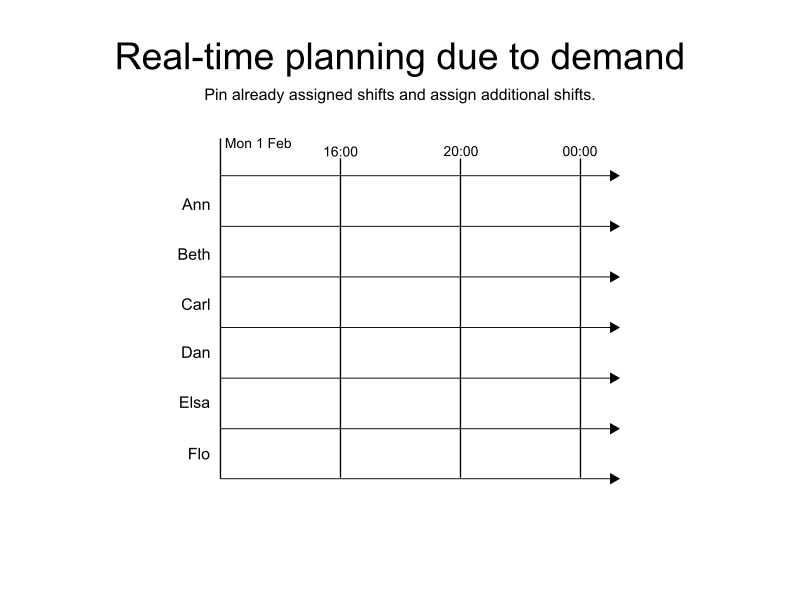 Real-time planning due to demand
Pin already assigned shifts and assign additional shifts.
Mon 1 Feb
16:00
20:00
00:00
Ann
Beth
Carl
Dan
Elsa
Flo